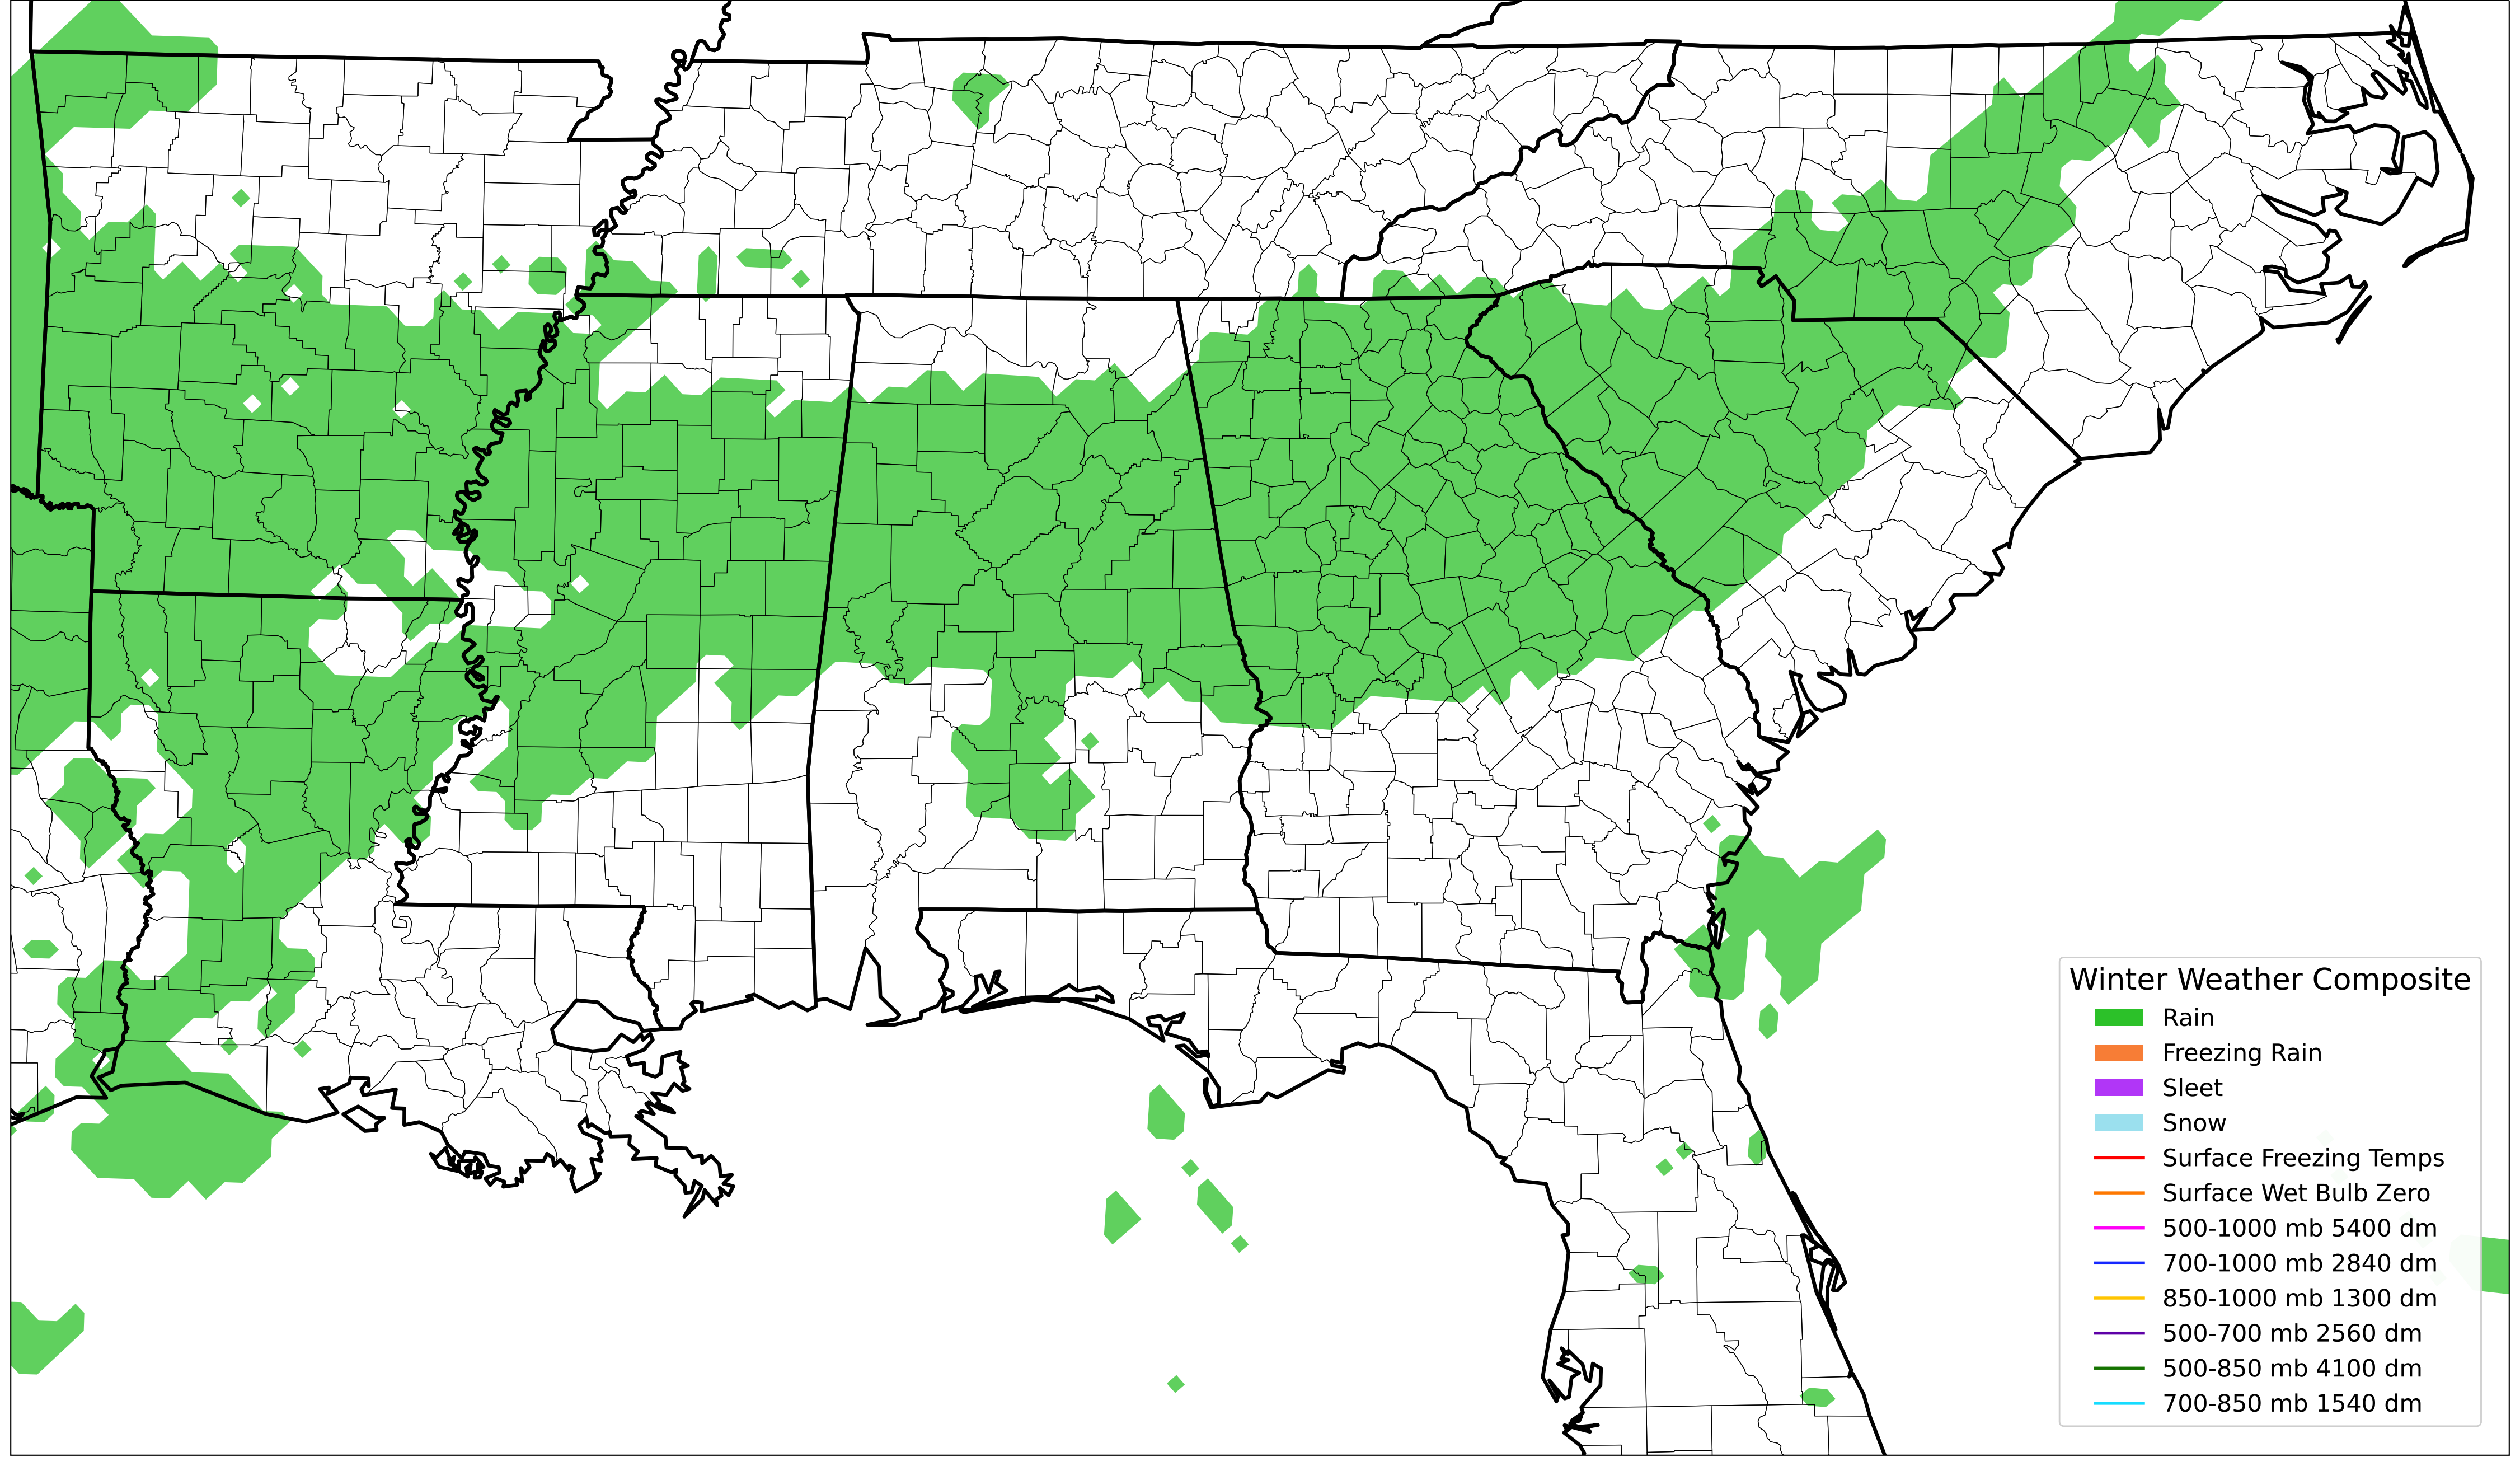 Winter Weather Composite
Rain
Freezing Rain
Sleet
Snow
Surface Freezing Temps
Surface Wet Bulb Zero
500-1000 mb 5400 dm
700-1000 mb 2840 dm
850-1000 mb 1300 dm
500-700 mb 2560 dm
500-850 mb 4100 dm
700-850 mb 1540 dm